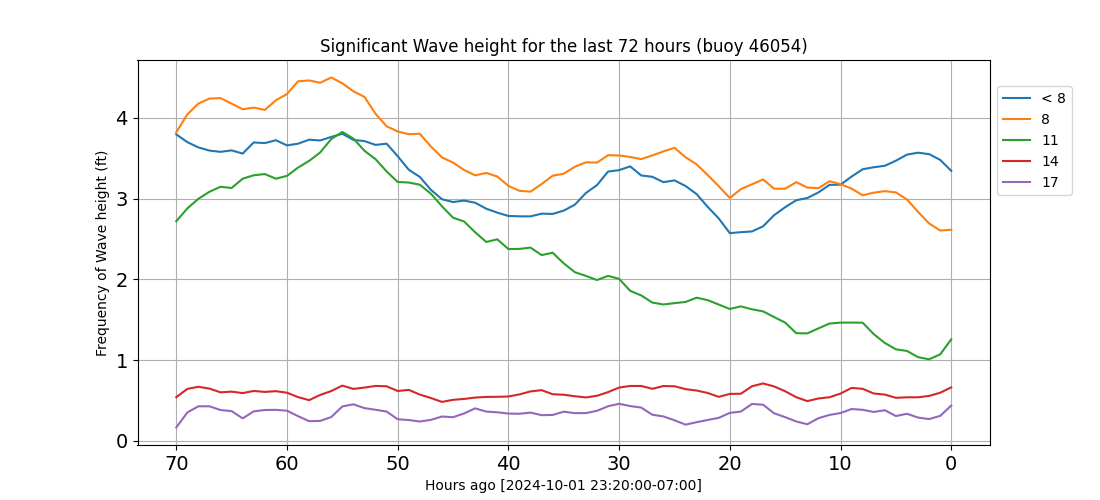 Significant Wave height for the last 72 hours (buoy 46054)
Frequency of Wave height (ft)
4
3
2
1
0
70 60 50 40 30 20 10 0
Hours ago [2024-10-01 23:20:00-07:00]
< 8
8
11
14
17